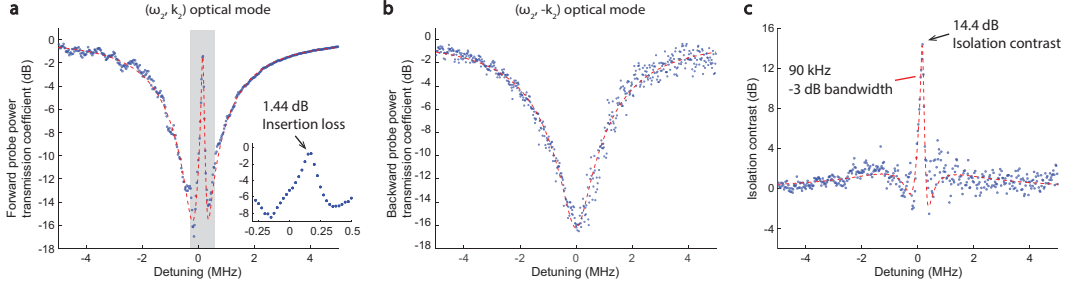 a
(ω₂, k₂) optical mode
Forward probe power
transmission coefficient (dB)
0
-2
-4
-6
-8
-10
-12
-14
-16
-18
-4
-2
0
2
4
Detuning (MHz)
1.44 dB
Insertion loss
0
-2
-4
-6
-8
-0.25
0
0.25
0.5
b
(ω₂, -k₂) optical mode
Backward probe power
transmission coefficient (dB)
0
-2
-4
-6
-8
-10
-12
-14
-16
-18
-4
-2
0
2
4
Detuning (MHz)
c
Isolation contrast (dB)
16
12
8
4
0
-4
-4
-2
0
2
4
Detuning (MHz)
14.4 dB
Isolation contrast
90 kHz
-3 dB bandwidth